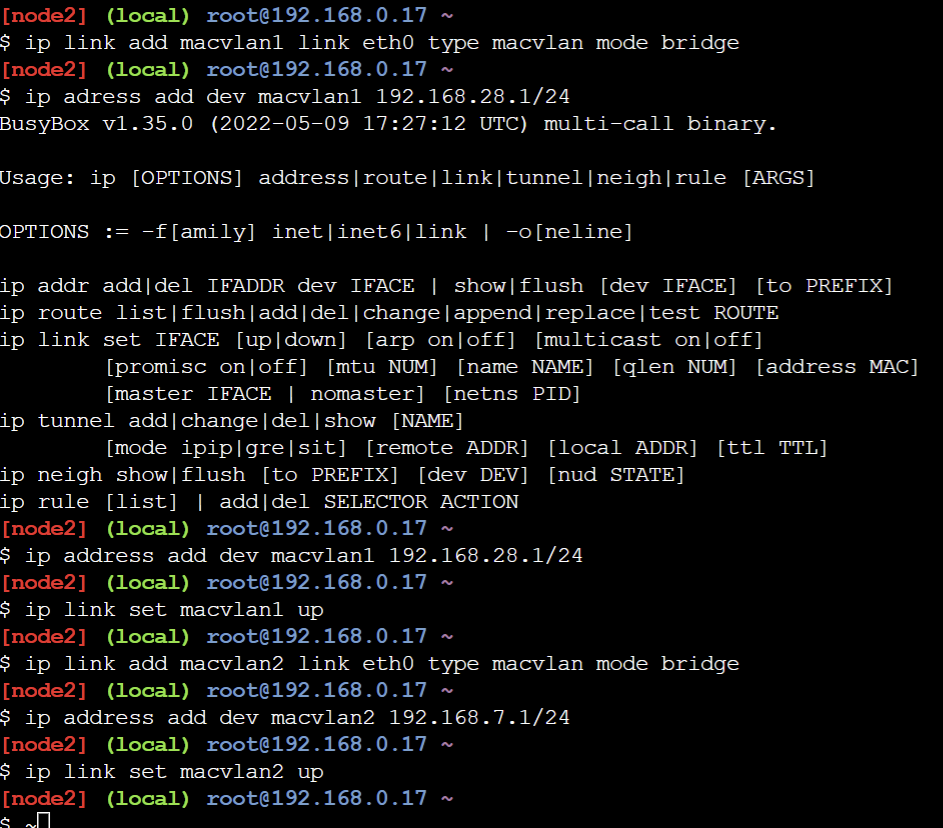 [node2] (local) root@192.168.0.17 ~
$ ip link add macvlan1 link eth0 type macvlan mode bridge
[node2] (local) root@192.168.0.17 ~
$ ip adress add dev macvlan1 192.168.28.1/24
BusyBox v1.35.0 (2022-05-09 17:27:12 UTC) multi-call binary.
Usage: ip [OPTIONS] address|route|link|tunnel|neigh|rule [ARGS]
OPTIONS := -f[amily] inet|inet6|link | -o[neline]
ip addr add|del IFADDR dev IFACE | show|flush [dev IFACE] [to PREFIX]
ip route list|flush|add|del|change|append|replace|test ROUTE
ip link set IFACE [up|down] [arp on|off] [multicast on|off]
[promisc on|off] [mtu NUM] [name NAME] [qlen NUM] [address MAC]
[master IFACE | nomaster] [netns PID]
ip tunnel add|change|del|show [NAME]
[mode ipip|gre|sit] [remote ADDR] [local ADDR] [ttl TTL]
ip neigh show|flush [to PREFIX] [dev DEV] [nud STATE]
ip rule [list] | add|del SELECTOR ACTION
[node2] (local) root@192.168.0.17 ~
$ ip address add dev macvlan1 192.168.28.1/24
[node2] (local) root@192.168.0.17 ~
$ ip link set macvlan1 up
[node2] (local) root@192.168.0.17 ~
$ ip link add macvlan2 link eth0 type macvlan mode bridge
[node2] (local) root@192.168.0.17 ~
$ ip address add dev macvlan2 192.168.7.1/24
[node2] (local) root@192.168.0.17 ~
$ ip link set macvlan2 up
[node2] (local) root@192.168.0.17 ~
$ ~